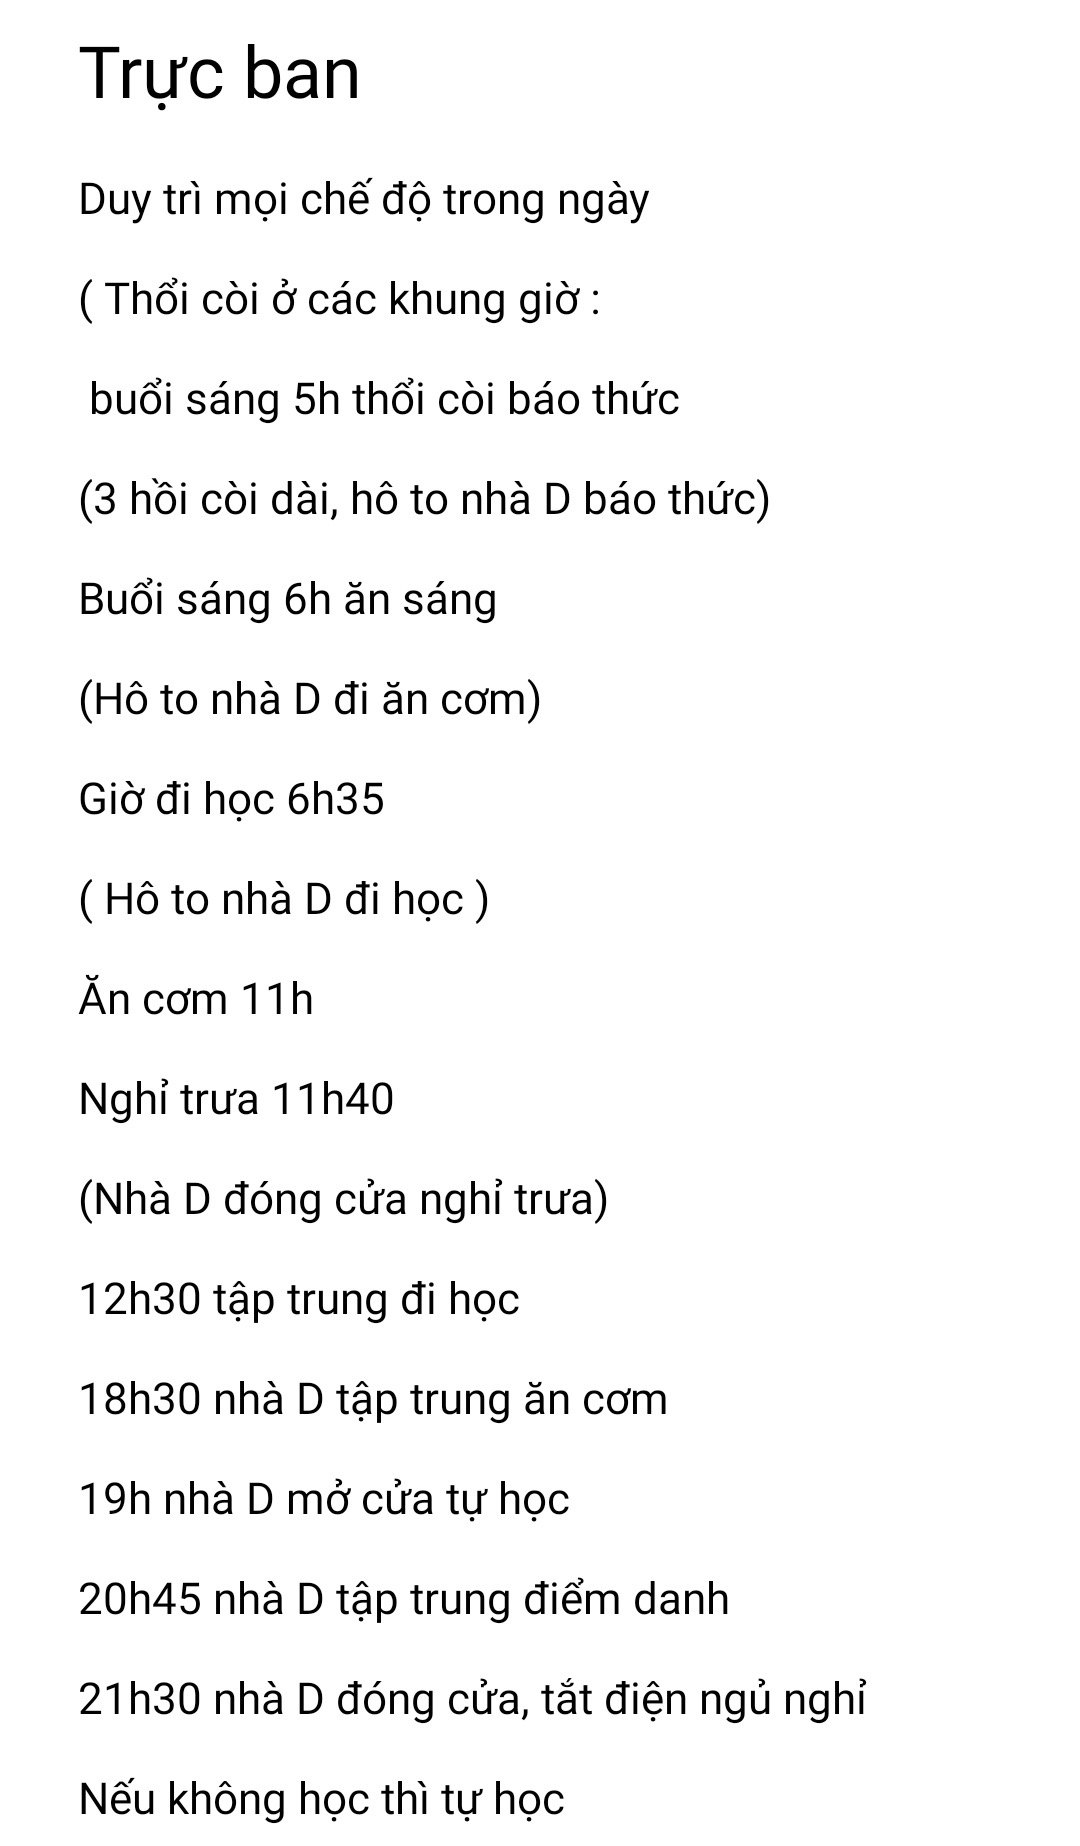 Trực ban
Duy trì mọi chế độ trong ngày
( Thổi còi ở các khung giờ :
buổi sáng 5h thổi còi báo thức
(3 hồi còi dài, hô to nhà D báo thức)
Buổi sáng 6h ăn sáng
(Hô to nhà D đi ăn cơm)
Giờ đi học 6h35
( Hô to nhà D đi học )
Ăn cơm 11h
Nghỉ trưa 11h40
(Nhà D đóng cửa nghỉ trưa)
12h30 tập trung đi học
18h30 nhà D tập trung ăn cơm
19h nhà D mở cửa tự học
20h45 nhà D tập trung điểm danh
21h30 nhà D đóng cửa, tắt điện ngủ nghỉ
Nếu không học thì tự học